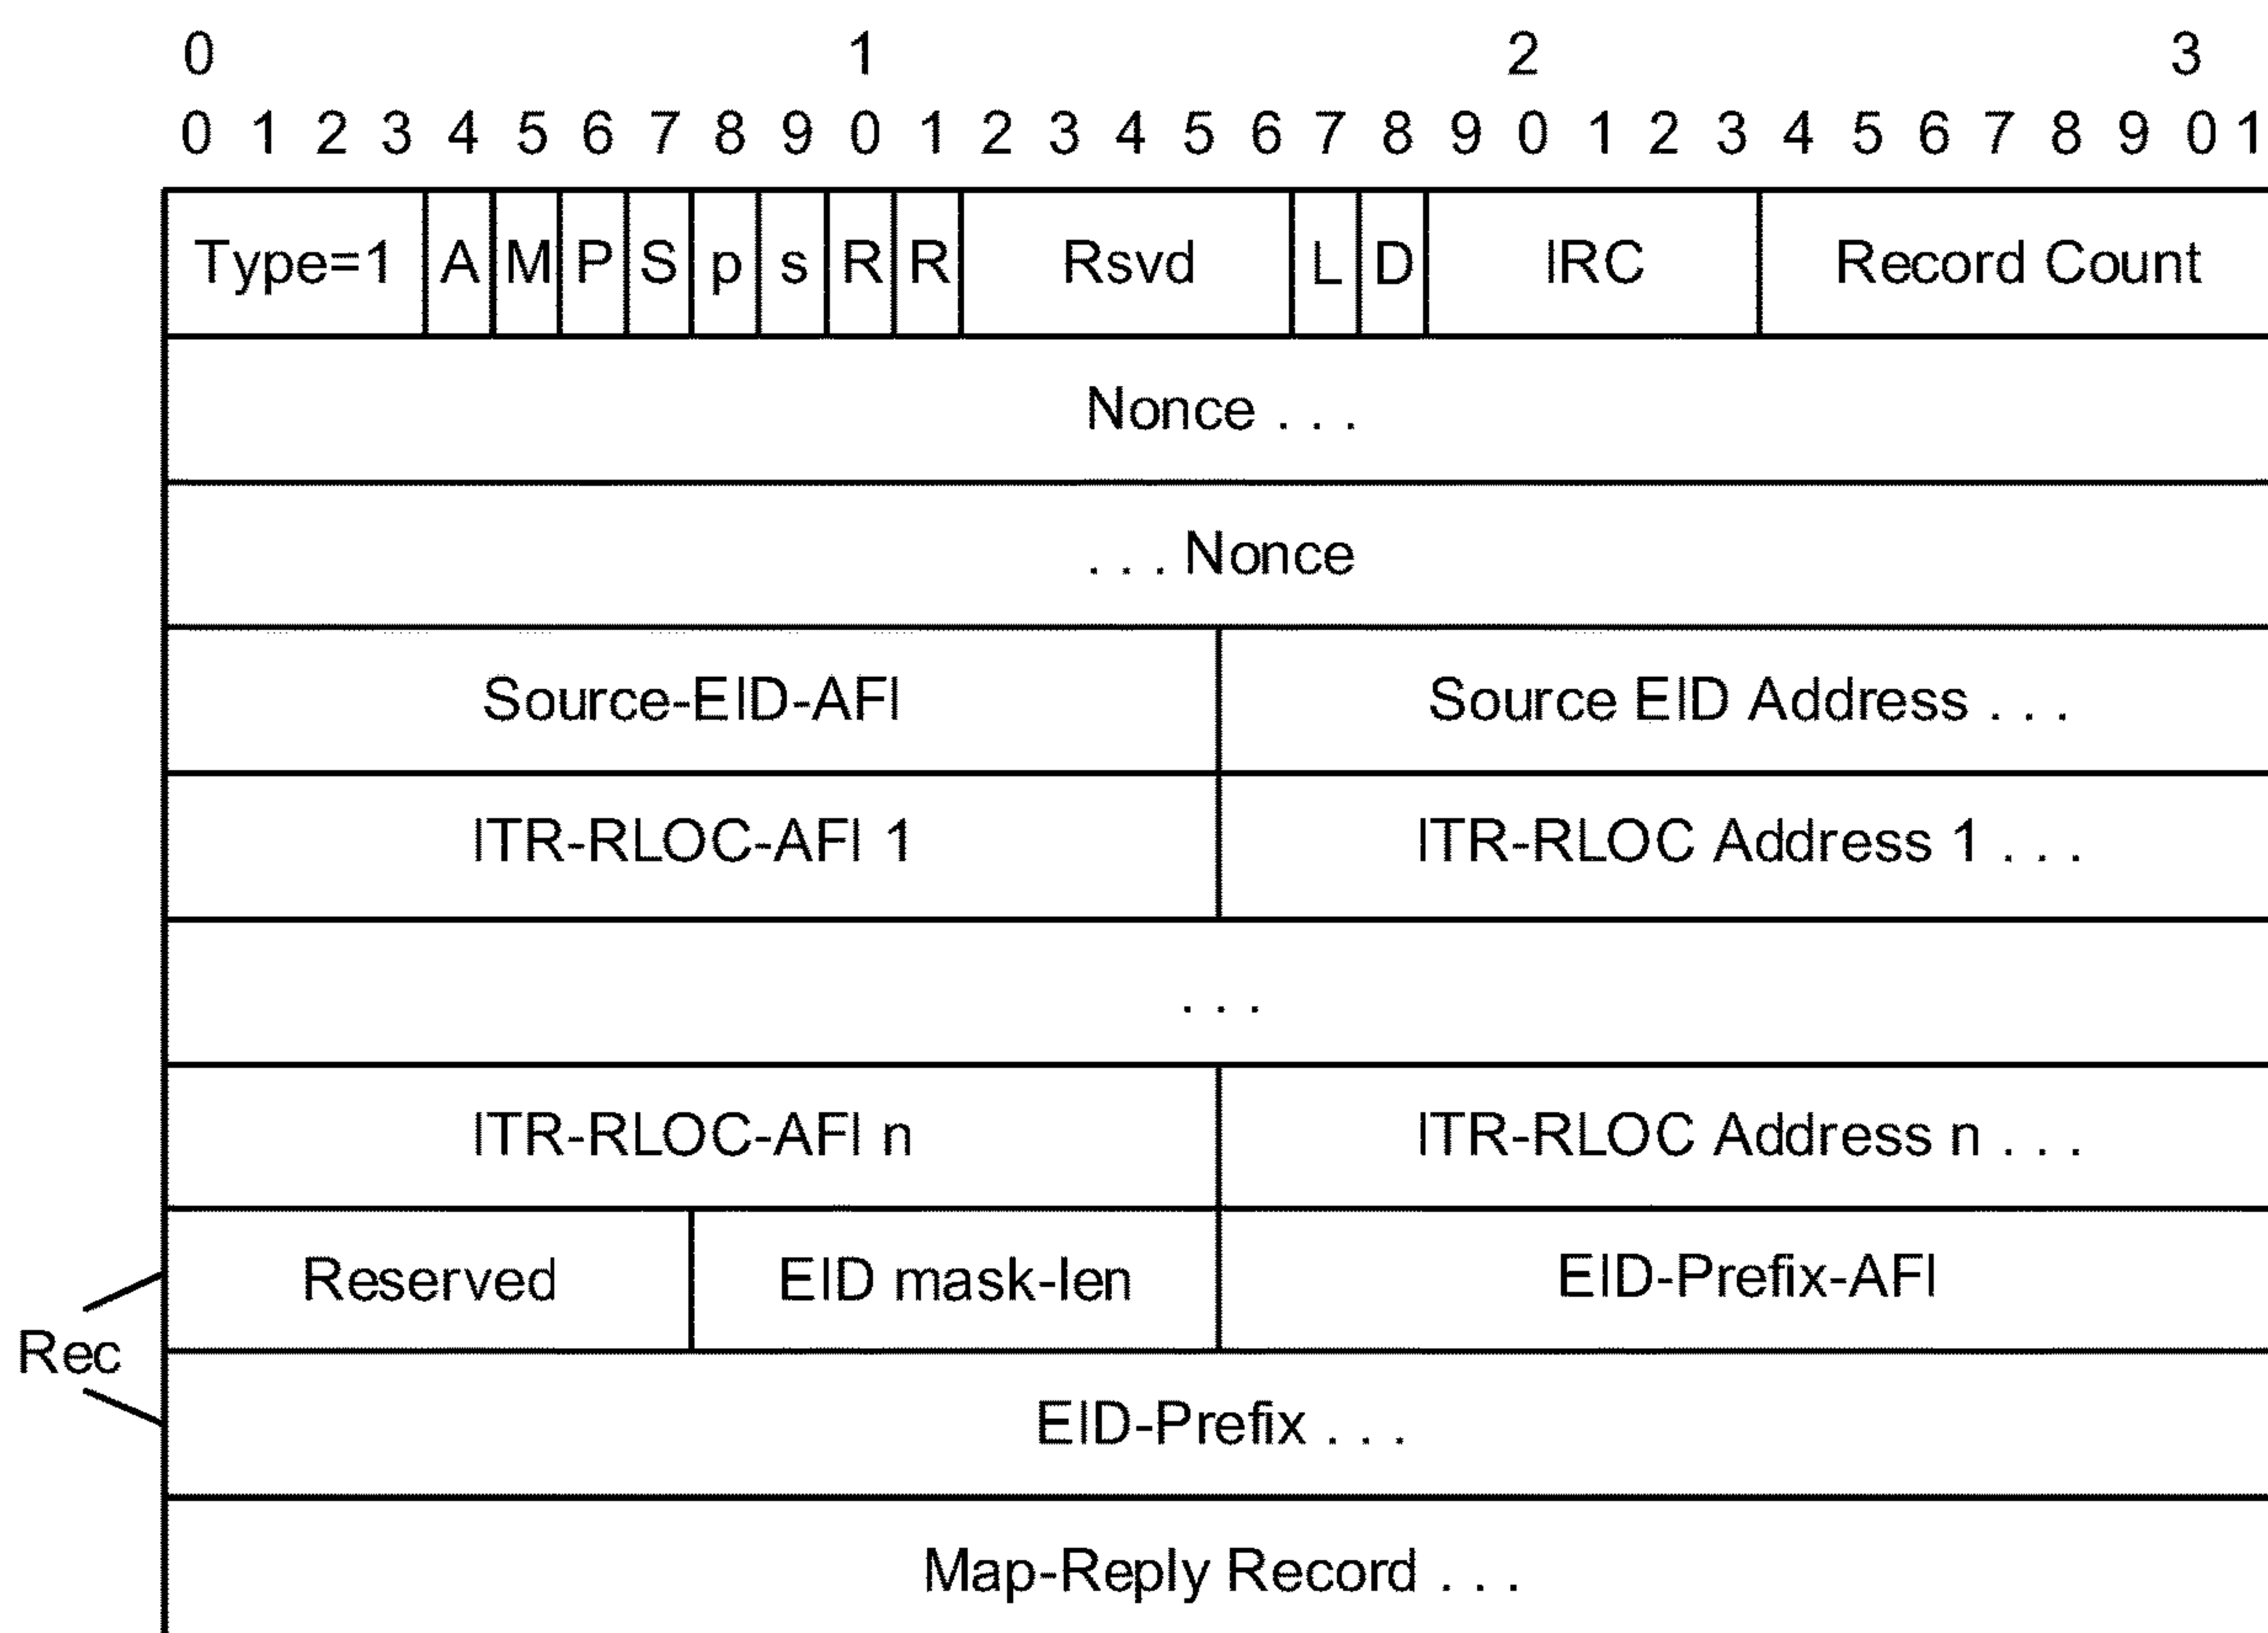 0 1 2 3
0 1 2 3 4 5 6 7 8 9 0 1 2 3 4 5 6 7 8 9 0 1 2 3 4 5 6 7 8 9 0 1
Type=1 A M P S p s R R Rsvd L D IRC Record Count
Nonce . . .
. . . Nonce
Source-EID-AFI Source EID Address . . .
ITR-RLOC-AFI 1 ITR-RLOC Address 1 . . .
. . .
ITR-RLOC-AFI n ITR-RLOC Address n . . .
Reserved EID mask-len EID-Prefix-AFI
Rec
EID-Prefix . . .
Map-Reply Record . . .